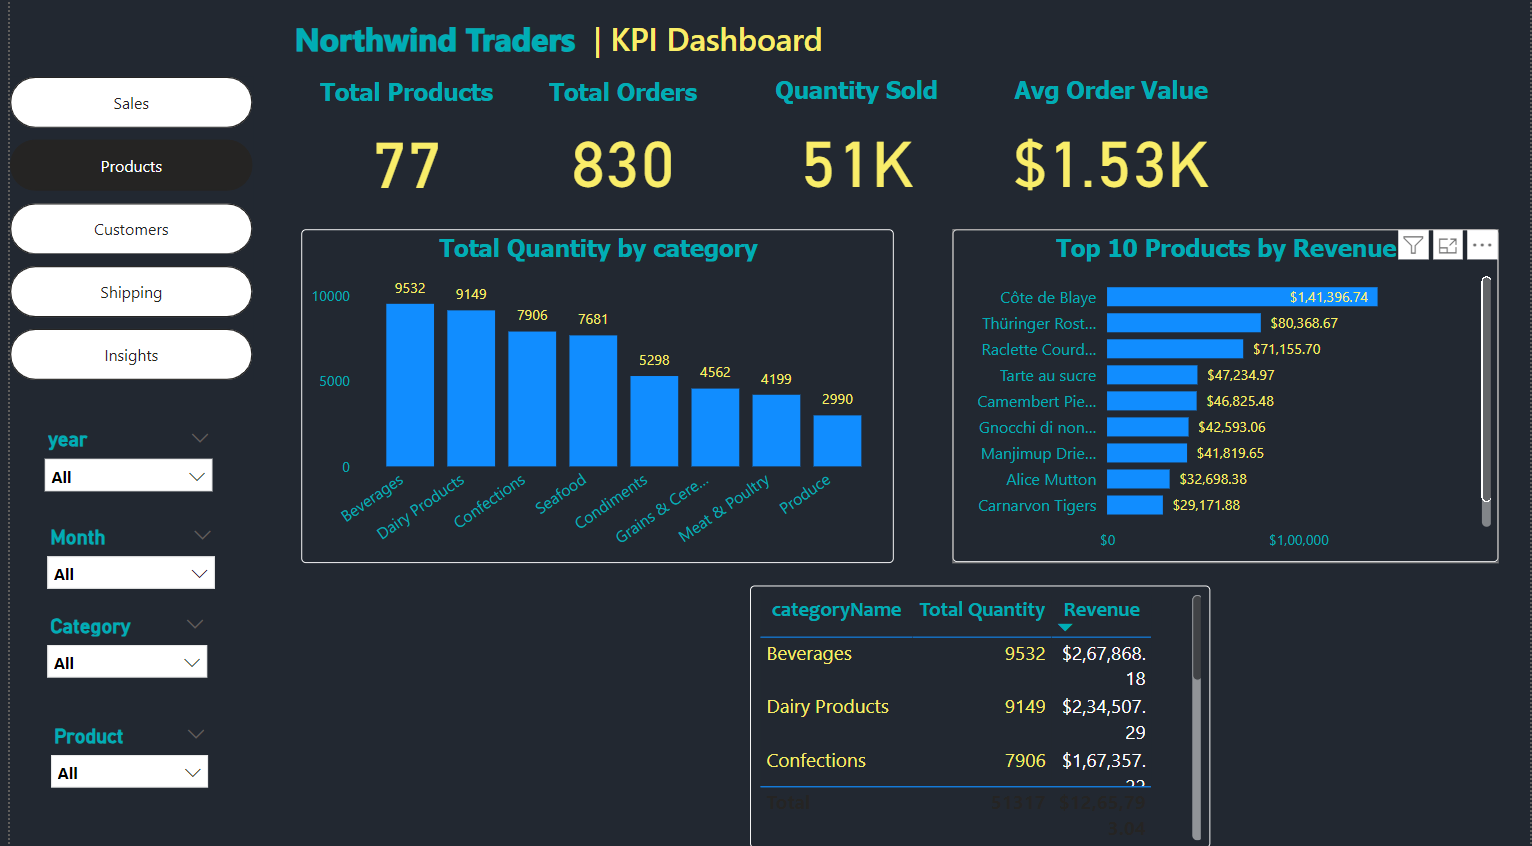 Northwind Traders | KPI Dashboard
Sales
Products
Customers
Shipping
Insights
year
All
Month
All
Category
All
Product
All
Total Products
77
Total Orders
830
Quantity Sold
51K
Avg Order Value
$1.53K
Total Quantity by category
10000
5000
0
9532
9149
7906
7681
5298
4562
4199
2990
Beverages
Dairy Products
Confections
Seafood
Condiments
Grains & Cere...
Meat & Poultry
Produce
Top 10 Products by Revenue
Côte de Blaye $1,41,396.74
Thüringer Rost... $80,368.67
Raclette Courd... $71,155.70
Tarte au sucre $47,234.97
Camembert Pie... $46,825.48
Gnocchi di non... $42,593.06
Manjimup Drie... $41,819.65
Alice Mutton $32,698.38
Carnarvon Tigers $29,171.88
$0 $1,00,000
categoryName Total Quantity Revenue
Beverages 9532 $2,67,868.
18
Dairy Products 9149 $2,34,507.
29
Confections 7906 $1,67,357.
Total